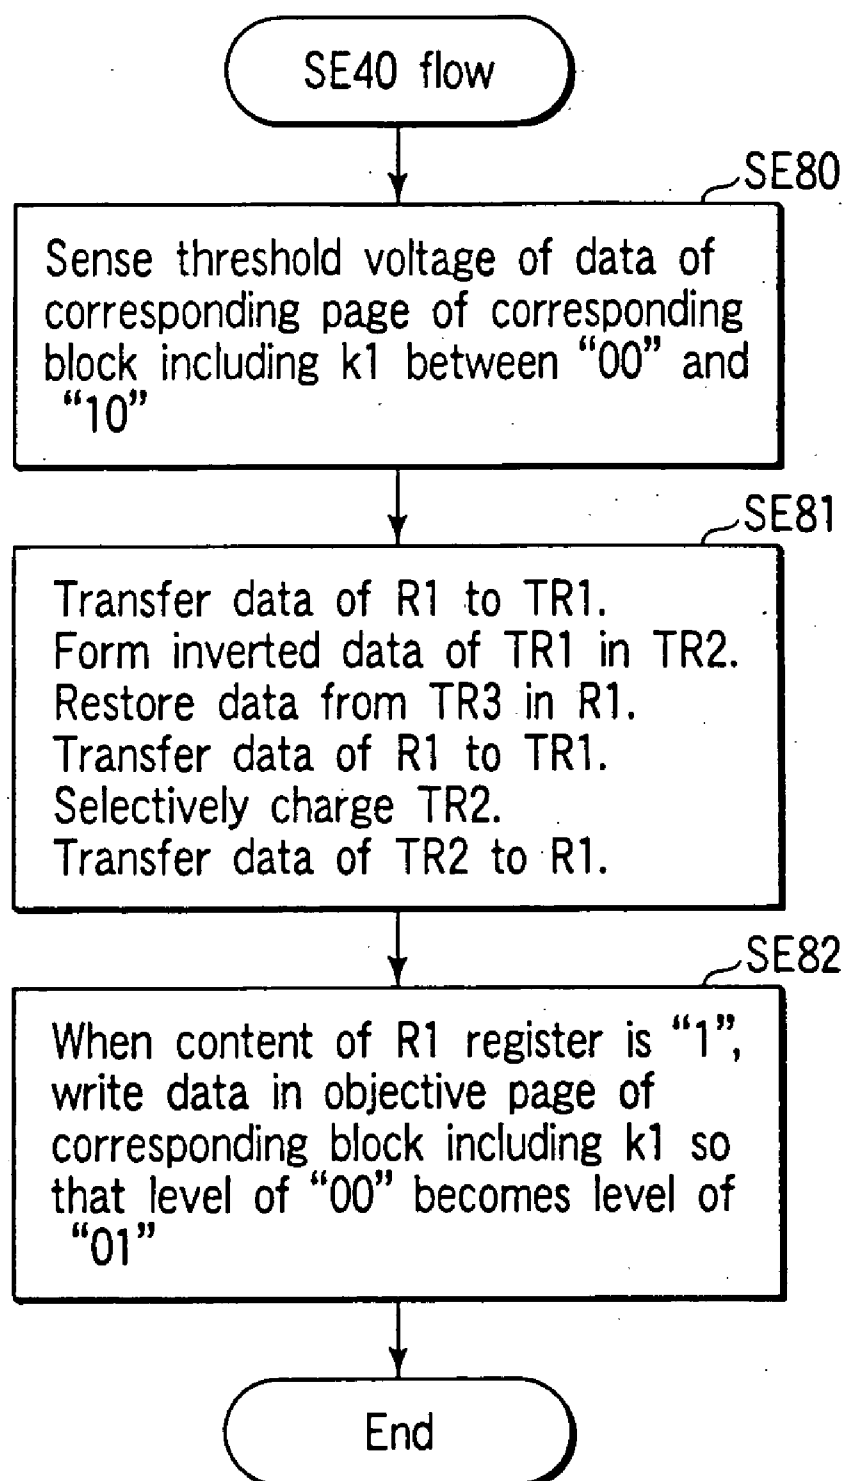 SE40 flow
SE80
Sense threshold voltage of data of
corresponding page of corresponding
block including k1 between “00” and
“10”
SE81
Transfer data of R1 to TR1.
Form inverted data of TR1 in TR2.
Restore data from TR3 in R1.
Transfer data of R1 to TR1.
Selectively charge TR2.
Transfer data of TR2 to R1.
SE82
When content of R1 register is “1”,
write data in objective page of
corresponding block including k1 so
that level of “00” becomes level of
“01”
End